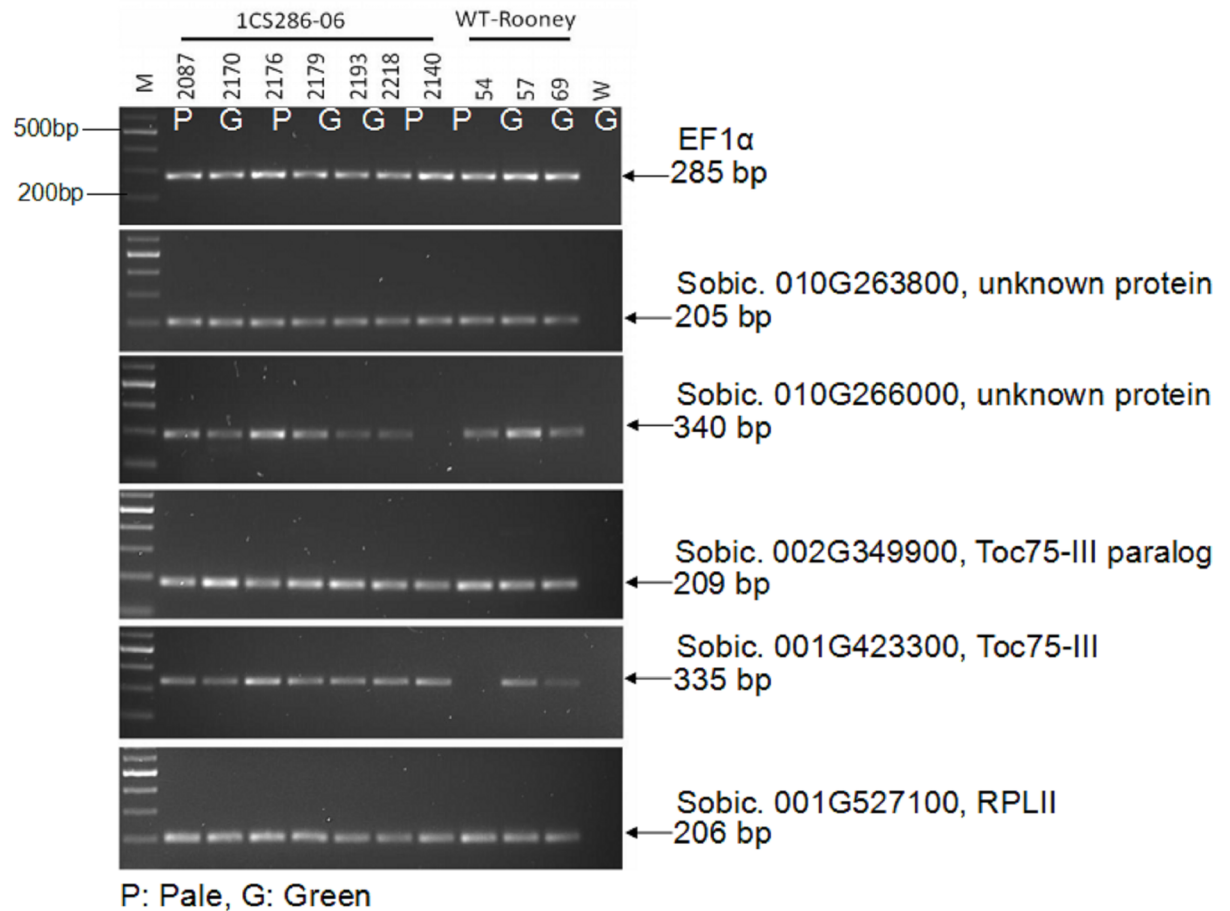 1CS286-06 WT-Rooney
M 2087 2170 2176 2179 2193 2218 2140 54 57 69 W
P G P G G P P G G G
500bp
200bp
EF1α
285 bp
Sobic. 010G263800, unknown protein
205 bp
Sobic. 010G266000, unknown protein
340 bp
Sobic. 002G349900, Toc75-III paralog
209 bp
Sobic. 001G423300, Toc75-III
335 bp
Sobic. 001G527100, RPLII
206 bp
P: Pale, G: Green